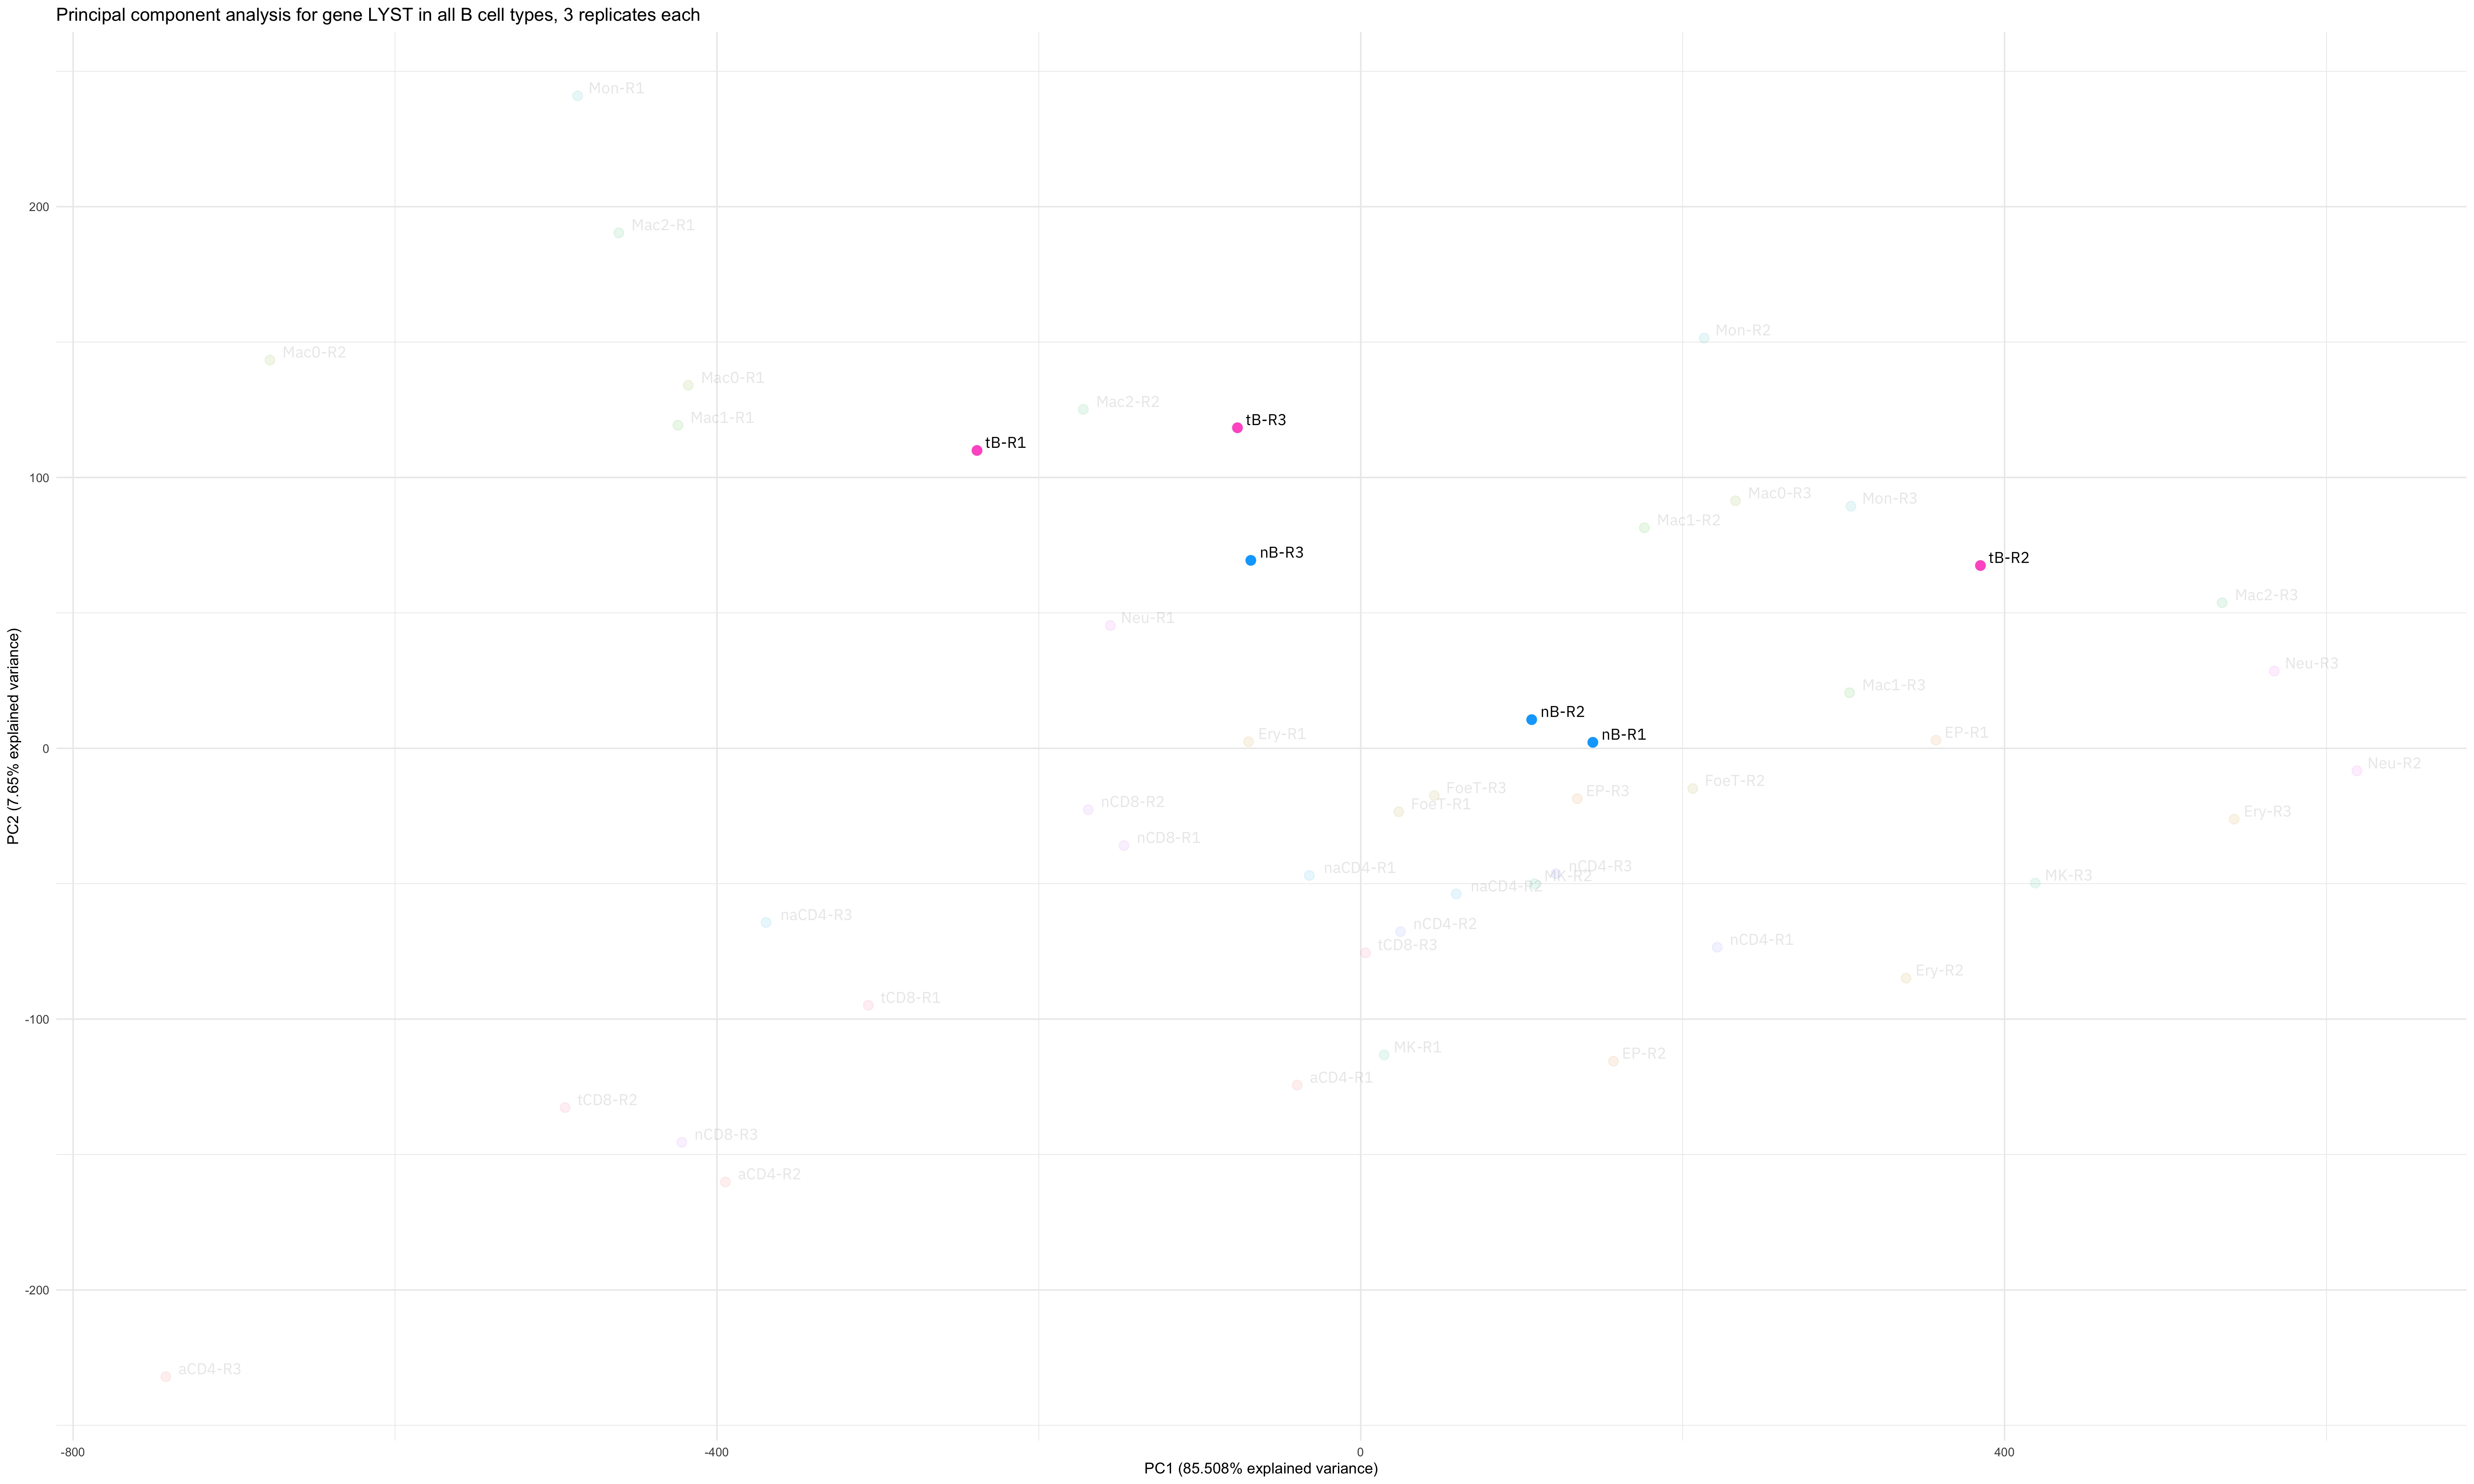 Principal component analysis for gene LYST in all B cell types, 3 replicates each
Mon-R1
200
Mac2-R1
Mon-R2
Mac0-R2
Mac0-R1
Mac1-R1
Mac2-R2
tB-R3
tB-R1
100
Mac0-R3
Mon-R3
Mac1-R2
nB-R3
tB-R2
Mac2-R3
Neu-R1
Neu-R3
Mac1-R3
nB-R2
nB-R1
Ery-R1
EP-R1
0
Neu-R2
FoeT-R2
FoeT-R3
EP-R3
FoeT-R1
nCD8-R2
Ery-R3
nCD8-R1
nCD4-R3
naCD4-R1
MK-R2
MK-R3
naCD4-R2
naCD4-R3
nCD4-R2
nCD4-R1
tCD8-R3
Ery-R2
tCD8-R1
-100
MK-R1
EP-R2
aCD4-R1
tCD8-R2
nCD8-R3
aCD4-R2
-200
aCD4-R3
-800
-400
0
400
PC1 (85.508% explained variance)
PC2 (7.65% explained variance)